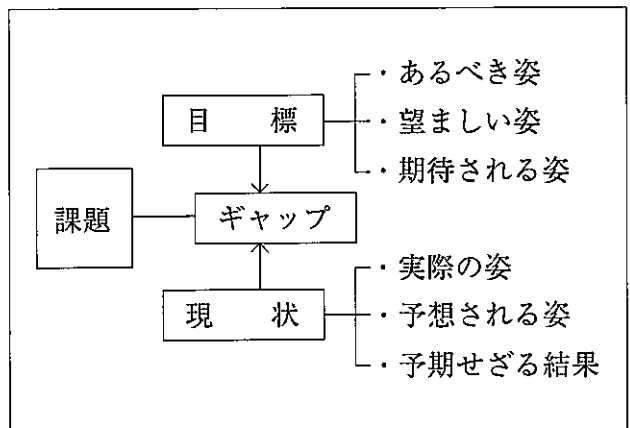 ・あるべき姿
目標
・望ましい姿
・期待される姿
課題
ギャップ
・実際の姿
現状
・予想される姿
・予期せざる結果